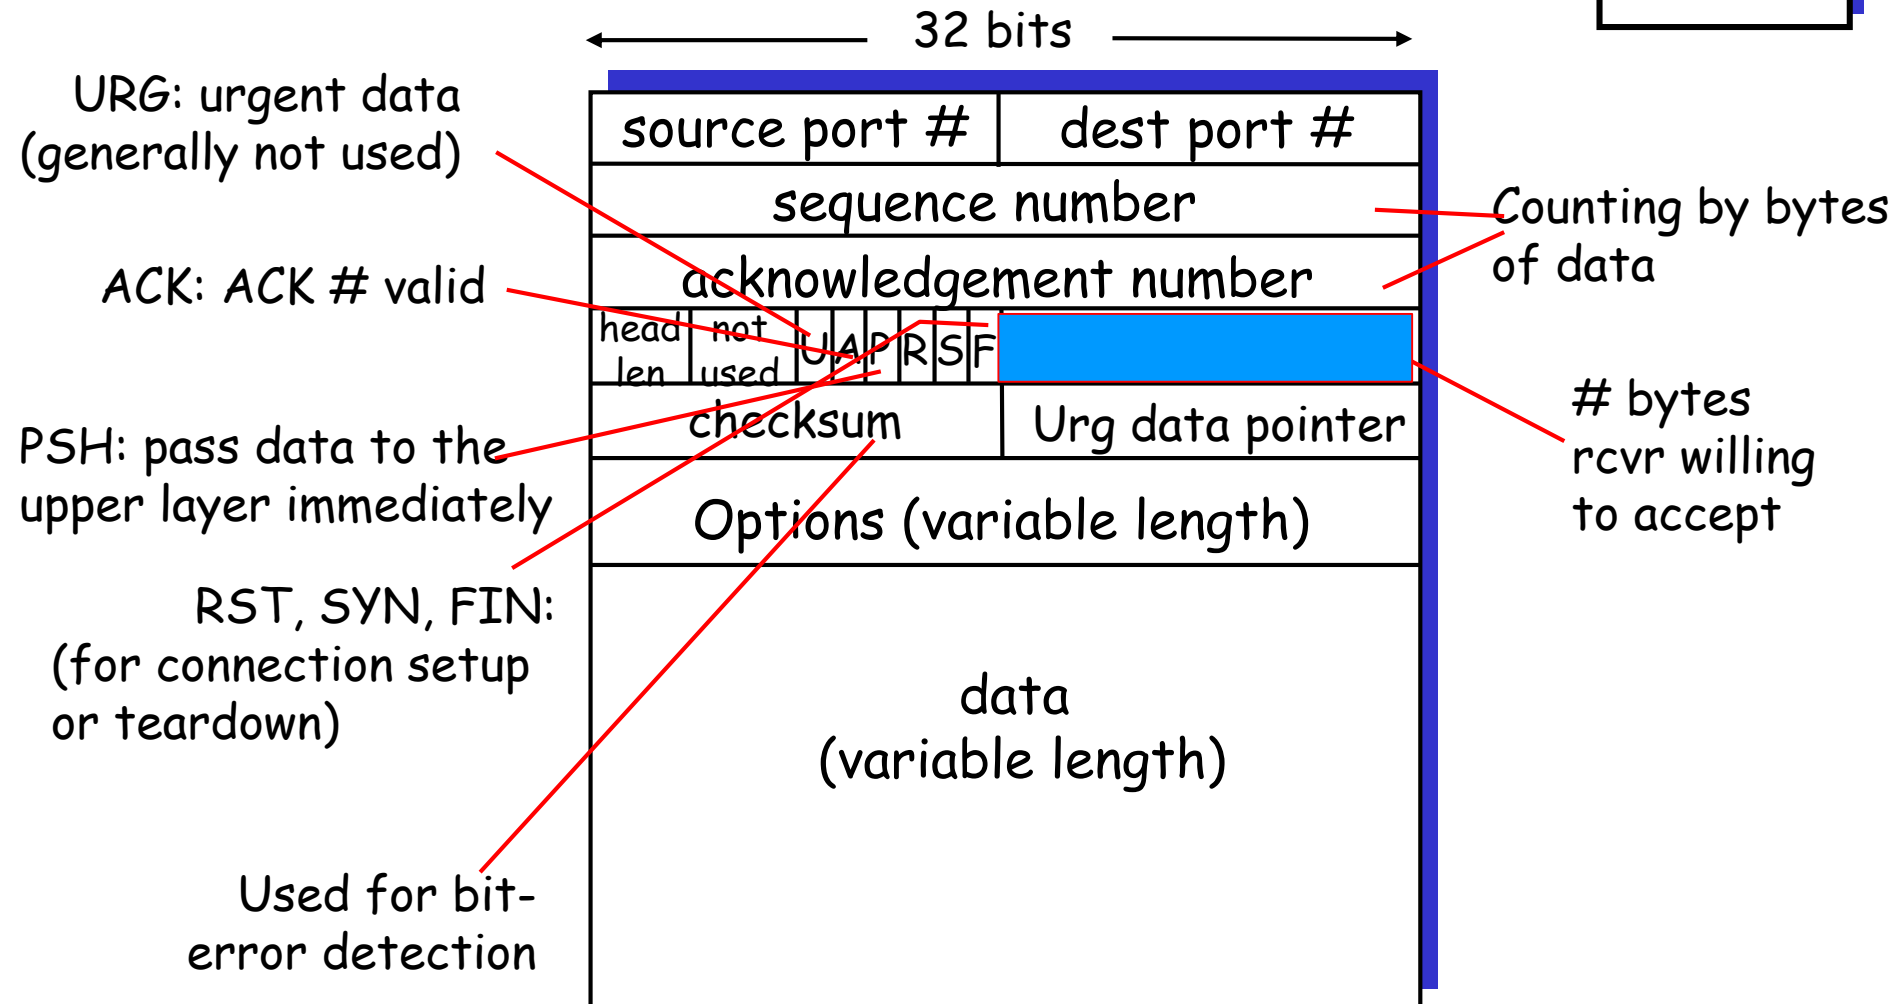 32 bits
URG: urgent data
(generally not used)
source port #
dest port #
sequence number
Counting by bytes
of data
ACK: ACK # valid
acknowledgement number
head
len
not
used
U
A
P
R
S
F
# bytes
rcvr willing
to accept
checksum
Urg data pointer
PSH: pass data to the
upper layer immediately
Options (variable length)
RST, SYN, FIN:
(for connection setup
or teardown)
data
(variable length)
Used for bit-
error detection